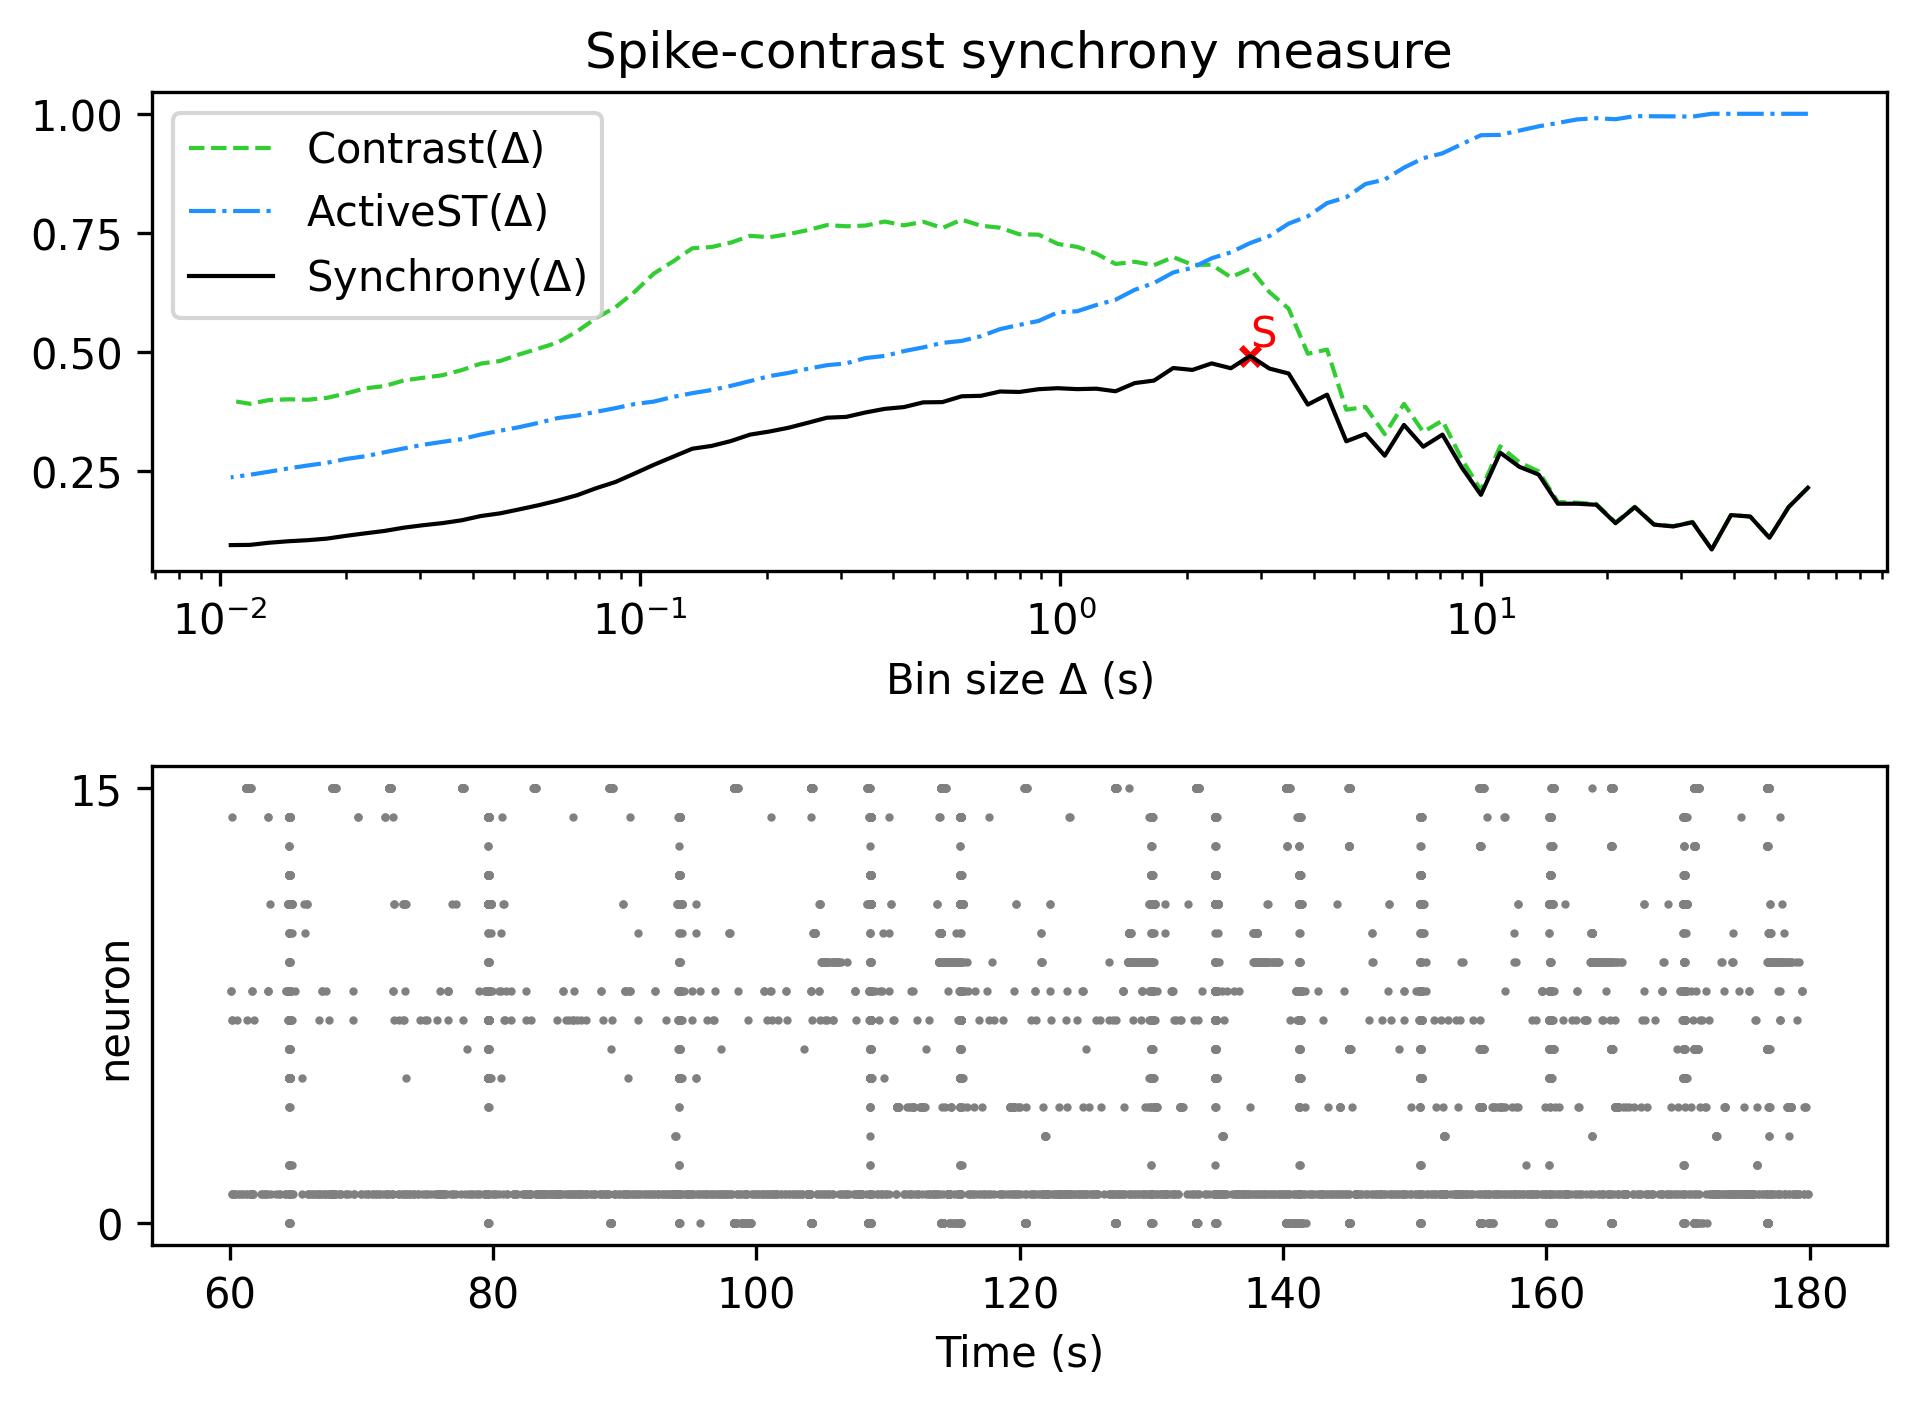 Spike-contrast synchrony measure
1.00
0.75
0.50
0.25
Contrast(Δ)
ActiveST(Δ)
Synchrony(Δ)
S
10⁻² 10⁻¹ 10⁰ 10¹
Bin size Δ (s)
15
0
neuron
60 80 100 120 140 160 180
Time (s)